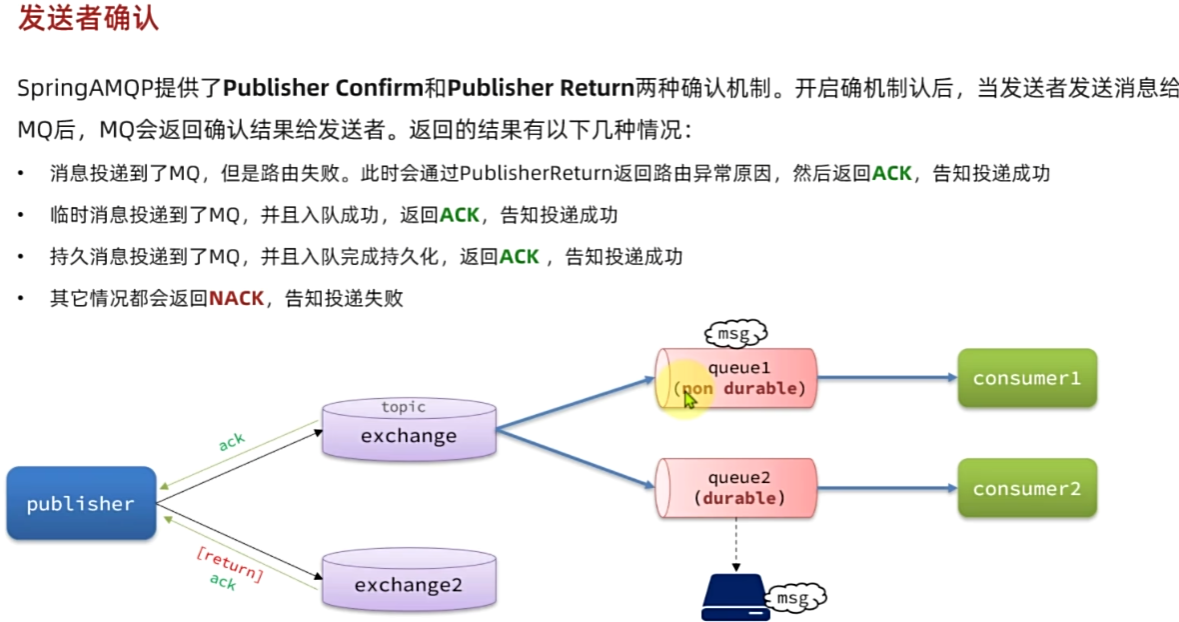 发送者确认
SpringAMQP提供了Publisher Confirm和Publisher Return两种确认机制。开启确机制认后，当发送者发送消息给
MQ后，MQ会返回确认结果给发送者。返回的结果有以下几种情况：
• 消息投递到了MQ，但是路由失败。此时会通过PublisherReturn返回路由异常原因，然后返回ACK，告知投递成功
• 临时消息投递到了MQ，并且入队成功，返回ACK，告知投递成功
• 持久消息投递到了MQ，并且入队完成持久化，返回ACK ，告知投递成功
• 其它情况都会返回NACK，告知投递失败
msg
queue1
(non durable)
consumer1
topic
exchange
ack
publisher
queue2
(durable)
consumer2
[return]
ack
exchange2
msg